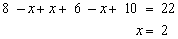 8 - x + x + 6 - x + 10 = 22
x = 2